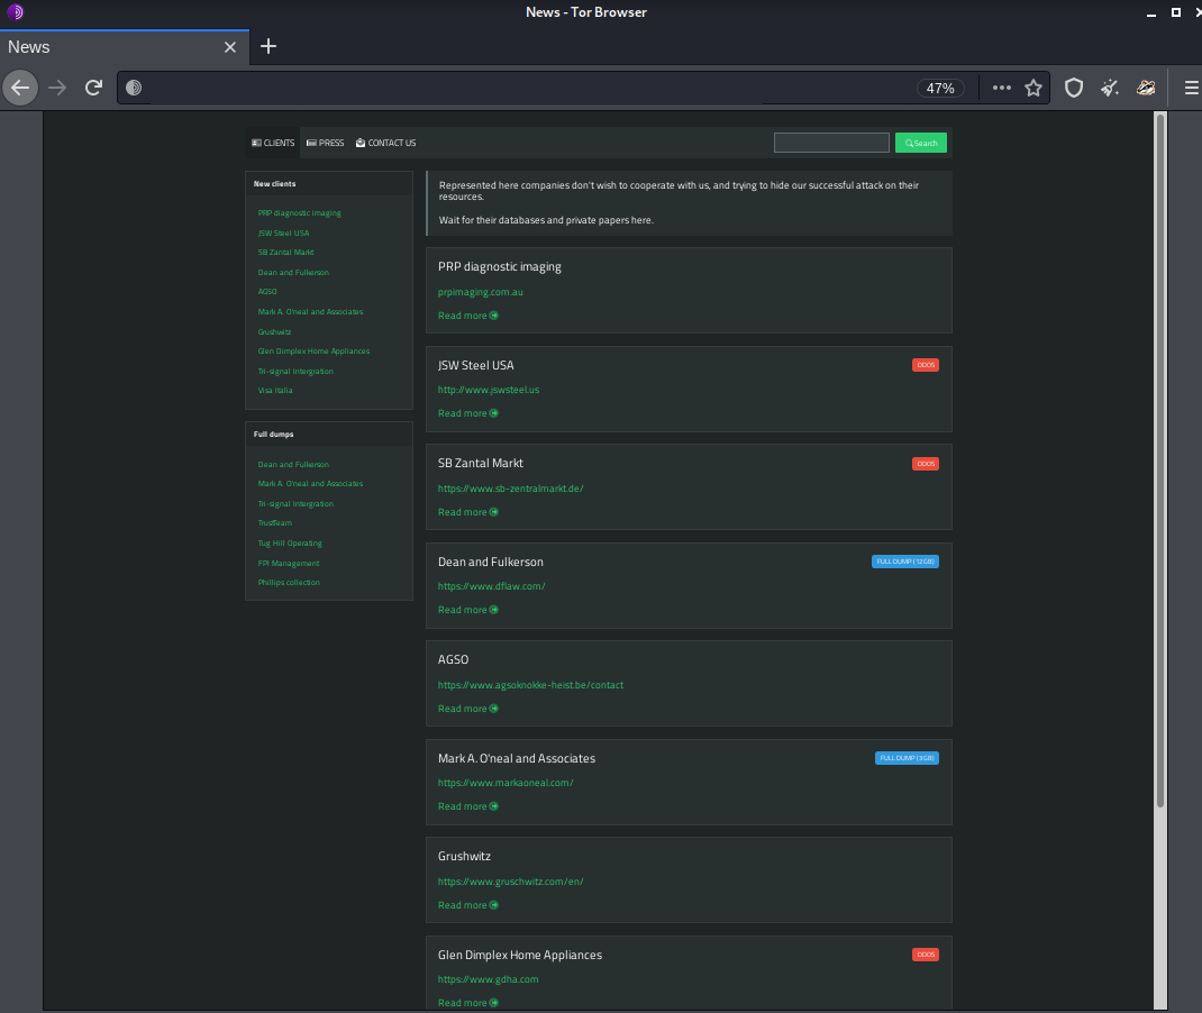 News - Tor Browser
News
47%
CLIENTS PRESS CONTACT US
Search
New clients
PRP diagnostic imaging
JSW Steel USA
SB Zantal Markt
Dean and Fulkerson
AGSO
Mark A. O'neal and Associates
Grushwitz
Glen Dimplex Home Appliances
Tri-signal Intergration
Visa Italia
Full dumps
Dean and Fulkerson
Mark A. O'neal and Associates
Tri-signal Intergration
TrustTeam
Tug Hill Operating
FPI Management
Phillips collection
Represented here companies don't wish to cooperate with us, and trying to hide our successful attack on their
resources.
Wait for their databases and private papers here.
PRP diagnostic imaging
prpimaging.com.au
Read more
JSW Steel USA
DDOS
http://www.jswsteel.us
Read more
SB Zantal Markt
DDOS
https://www.sb-zentralmarkt.de/
Read more
Dean and Fulkerson
FULL DUMP (12GB)
https://www.dflaw.com/
Read more
AGSO
https://www.agsoknokke-heist.be/contact
Read more
Mark A. O'neal and Associates
FULL DUMP (3GB)
https://www.markaoneal.com/
Read more
Grushwitz
https://www.gruschwitz.com/en/
Read more
Glen Dimplex Home Appliances
DDOS
https://www.gdha.com
Read more